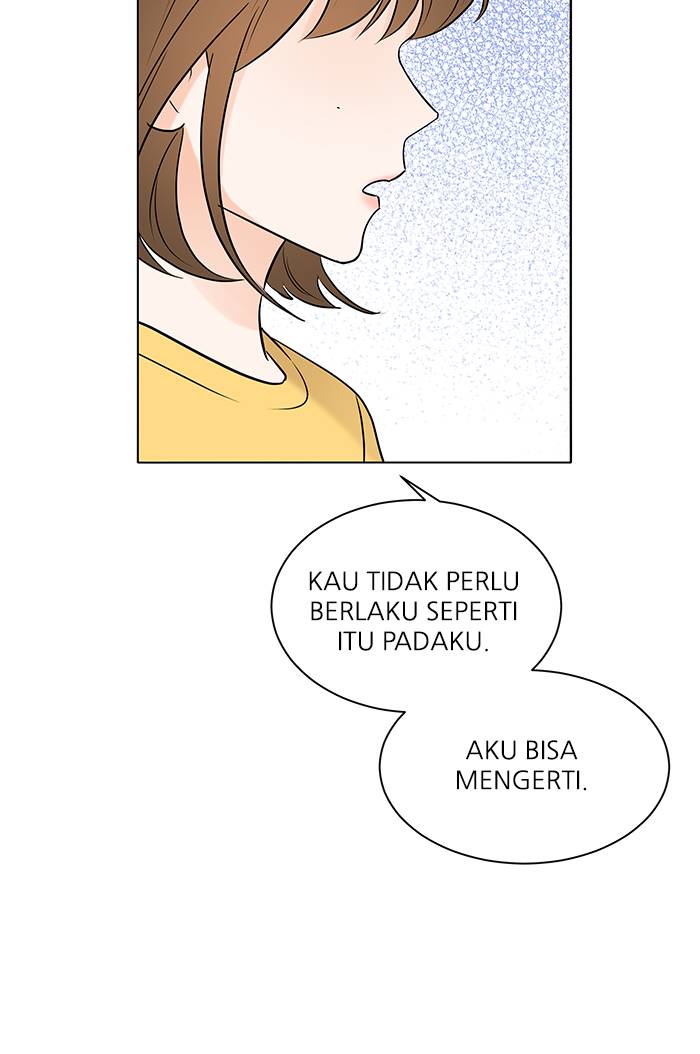 KAU TIDAK PERLU
BERLAKU SEPERTI
ITU PADAKU.
AKU BISA
MENGERTI.